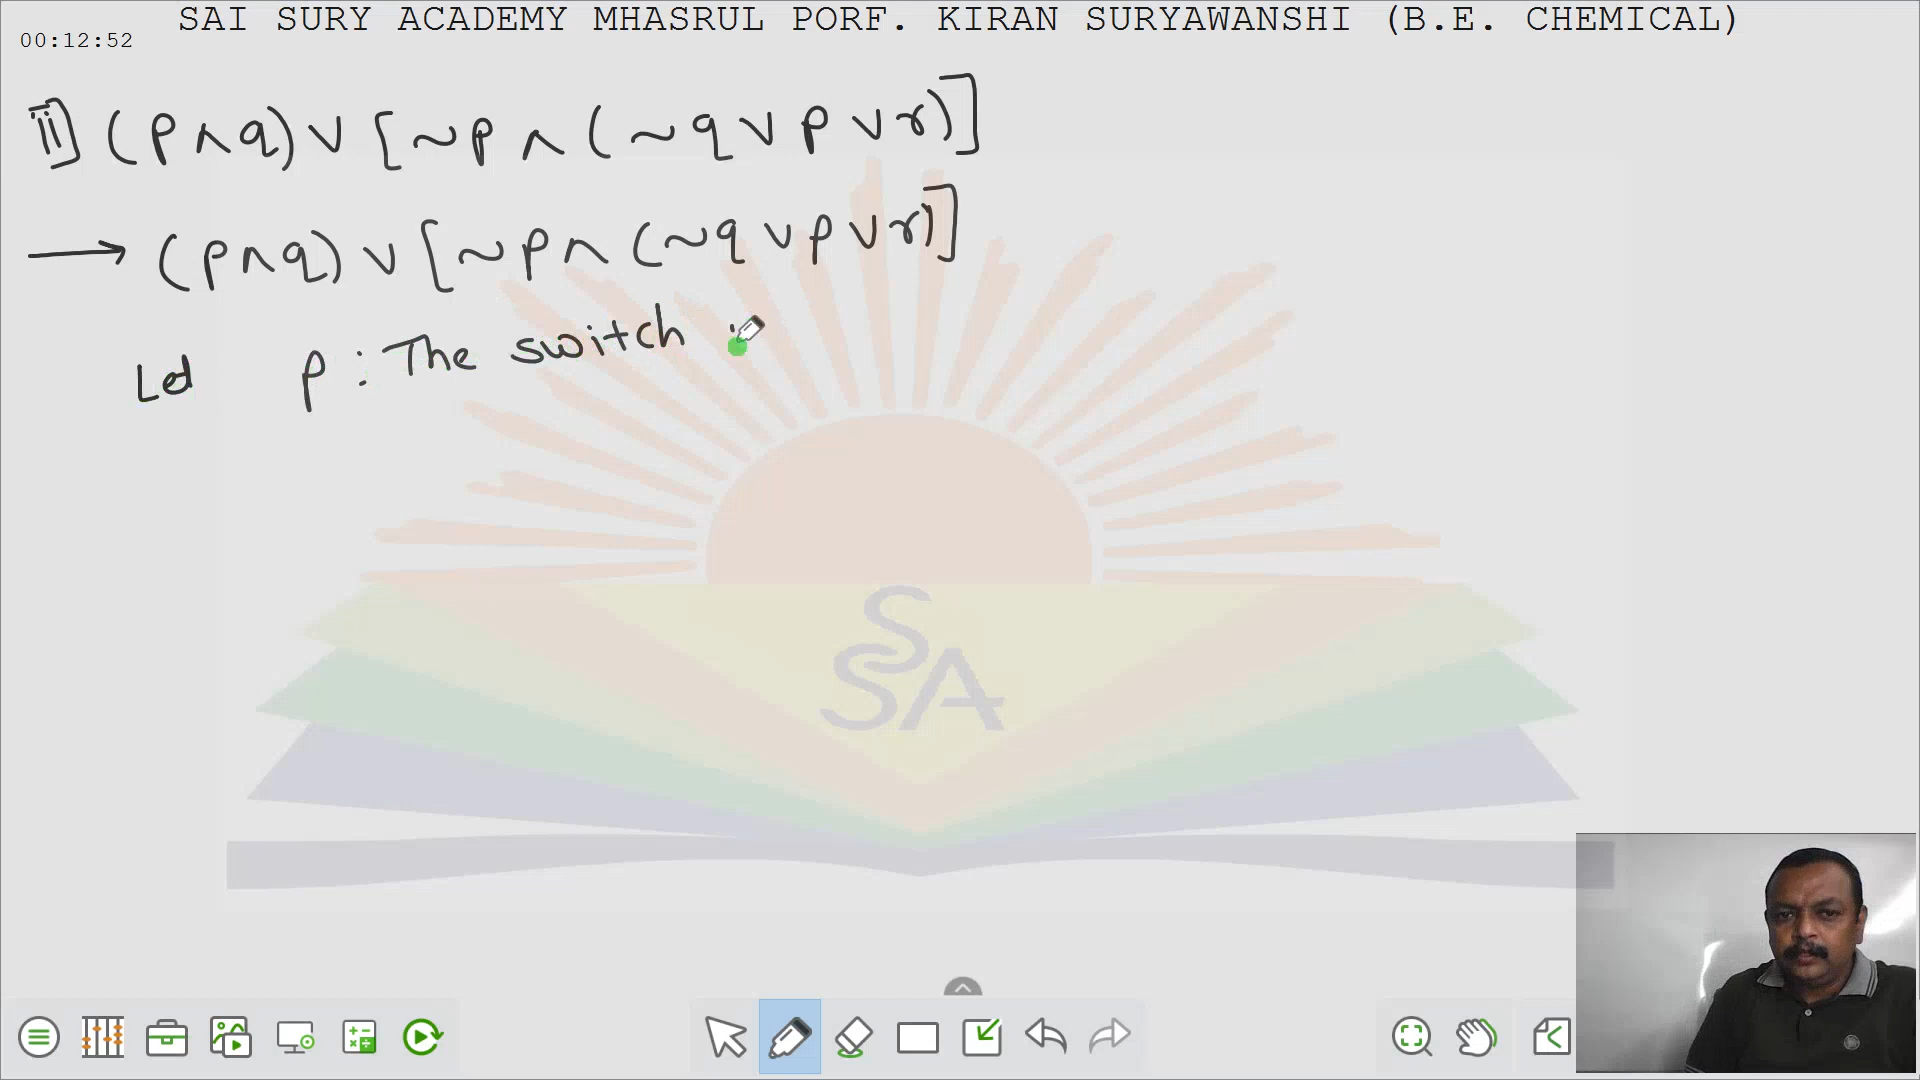 SAI SURY ACADEMY MHASRUL PORF. KIRAN SURYAWANSHI (B.E. CHEMICAL)
00:12:52
ii] (p∧q)∨[~p∧(~q∨p∨r)]
→ (p∧q)∨[~p∧(~q∨p∨r)]
Let p : The switch
SSA